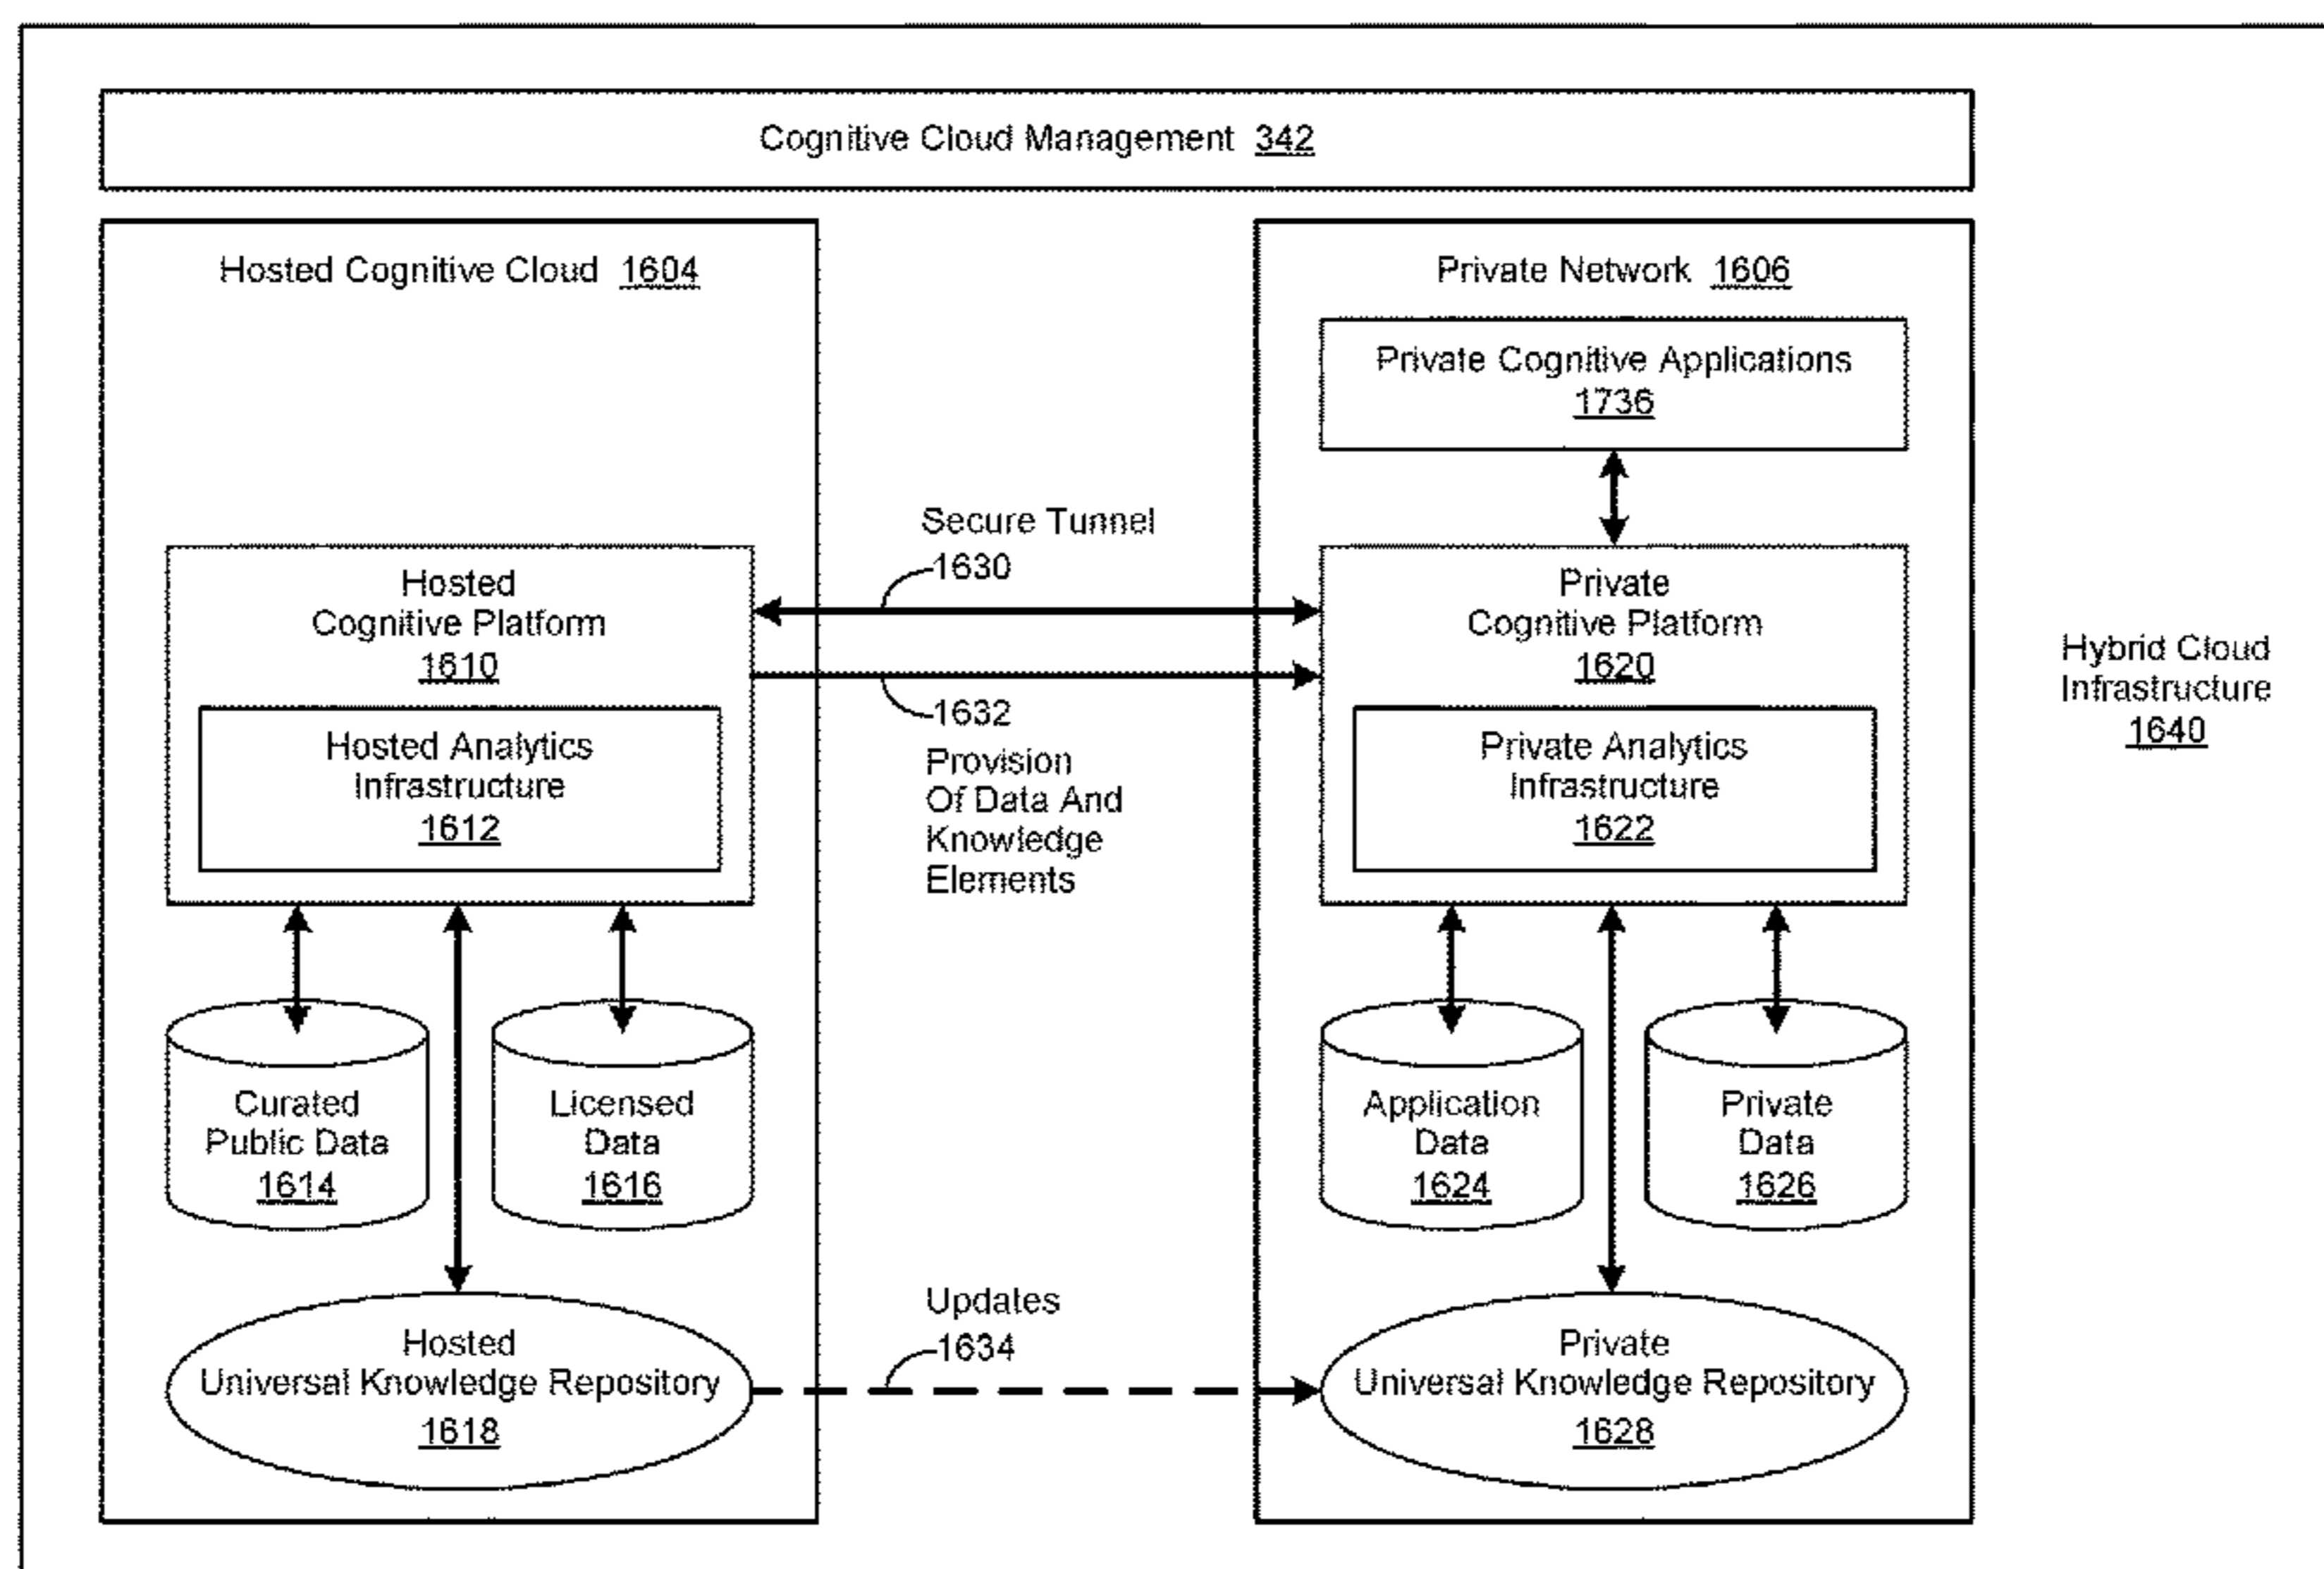 Cognitive Cloud Management 342
Hosted Cognitive Cloud 1604
Hosted
Cognitive Platform
1610
Hosted Analytics
Infrastructure
1612
Curated
Public Data
1614
Licensed
Data
1616
Hosted
Universal Knowledge Repository
1618
Secure Tunnel
1630
1632
Provision
Of Data And
Knowledge
Elements
Updates
1634
Private Network 1606
Private Cognitive Applications
1736
Private
Cognitive Platform
1620
Private Analytics
Infrastructure
1622
Application
Data
1624
Private
Data
1626
Private
Universal Knowledge Repository
1628
Hybrid Cloud
Infrastructure
1640